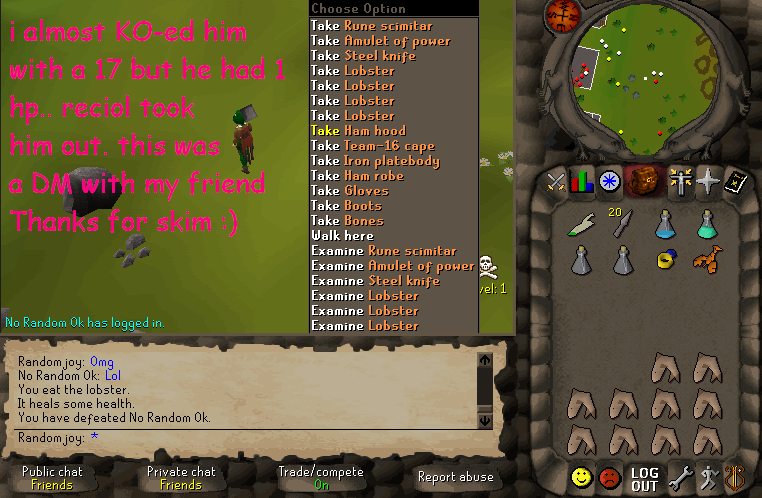 i almost KO-ed him
with a 17 but he had 1
hp.. reciol took
him out. this was
a DM with my friend
Thanks for skim :)
No Random Ok has logged in.
Choose Option
Take Rune scimitar
Take Amulet of power
Take Steel knife
Take Lobster
Take Lobster
Take Lobster
Take Lobster
Take Ham hood
Take Team-16 cape
Take Iron platebody
Take Ham robe
Take Gloves
Take Boots
Take Bones
Walk here
Examine Rune scimitar
Examine Amulet of power
Examine Steel knife
Examine Lobster
Examine Lobster
Examine Lobster
vel: 1
20
Random joy: Omg
No Random Ok: Lol
You eat the lobster.
It heals some health.
You have defeated No Random Ok.
Random joy: *
Public chat
Friends
Private chat
Friends
Trade/compete
On
Report abuse
LOG
OUT